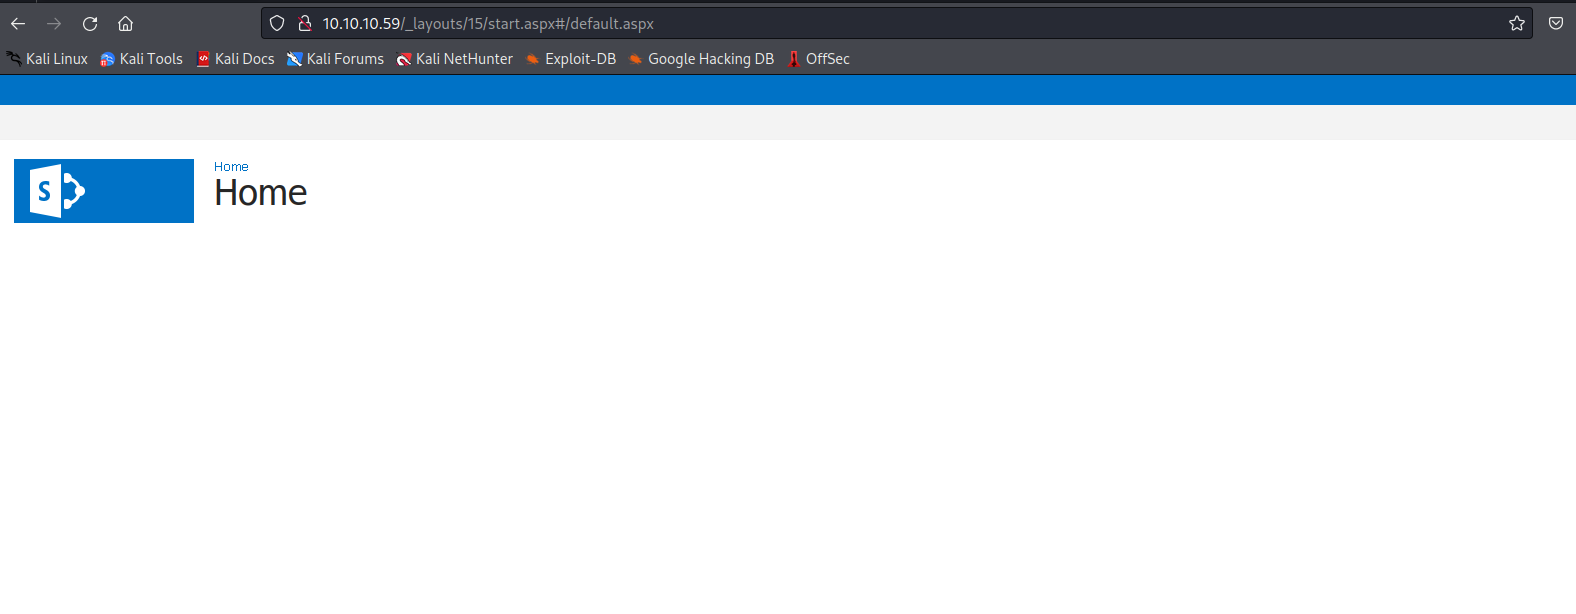 10.10.10.59/_layouts/15/start.aspx#/default.aspx
Kali Linux Kali Tools Kali Docs Kali Forums Kali NetHunter Exploit-DB Google Hacking DB OffSec
Home
S
Home